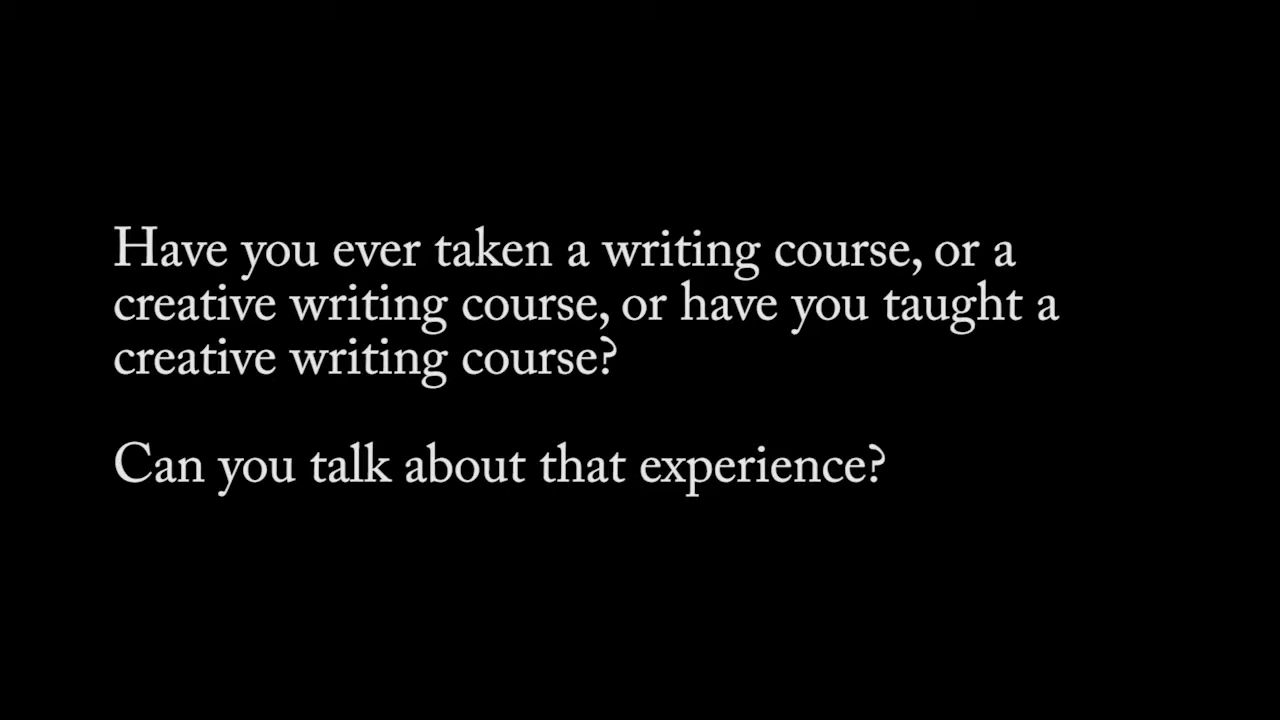 Have you ever taken a writing course, or a
creative writing course, or have you taught a
creative writing course?
Can you talk about that experience?